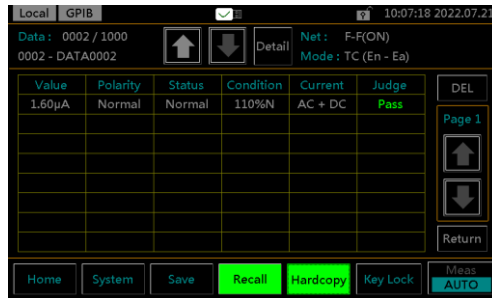 Local GPIB 10:07:18 2022.07.21
Data: 0002 / 1000
0002 - DATA0002
Detail
Net: F-F(ON)
Mode : TC (En - Ea)
Value Polarity Status Condition Current Judge
1.60μA Normal Normal 110%N AC + DC Pass
DEL
Page 1
Return
Home System Save Recall Hardcopy Key Lock Meas
AUTO